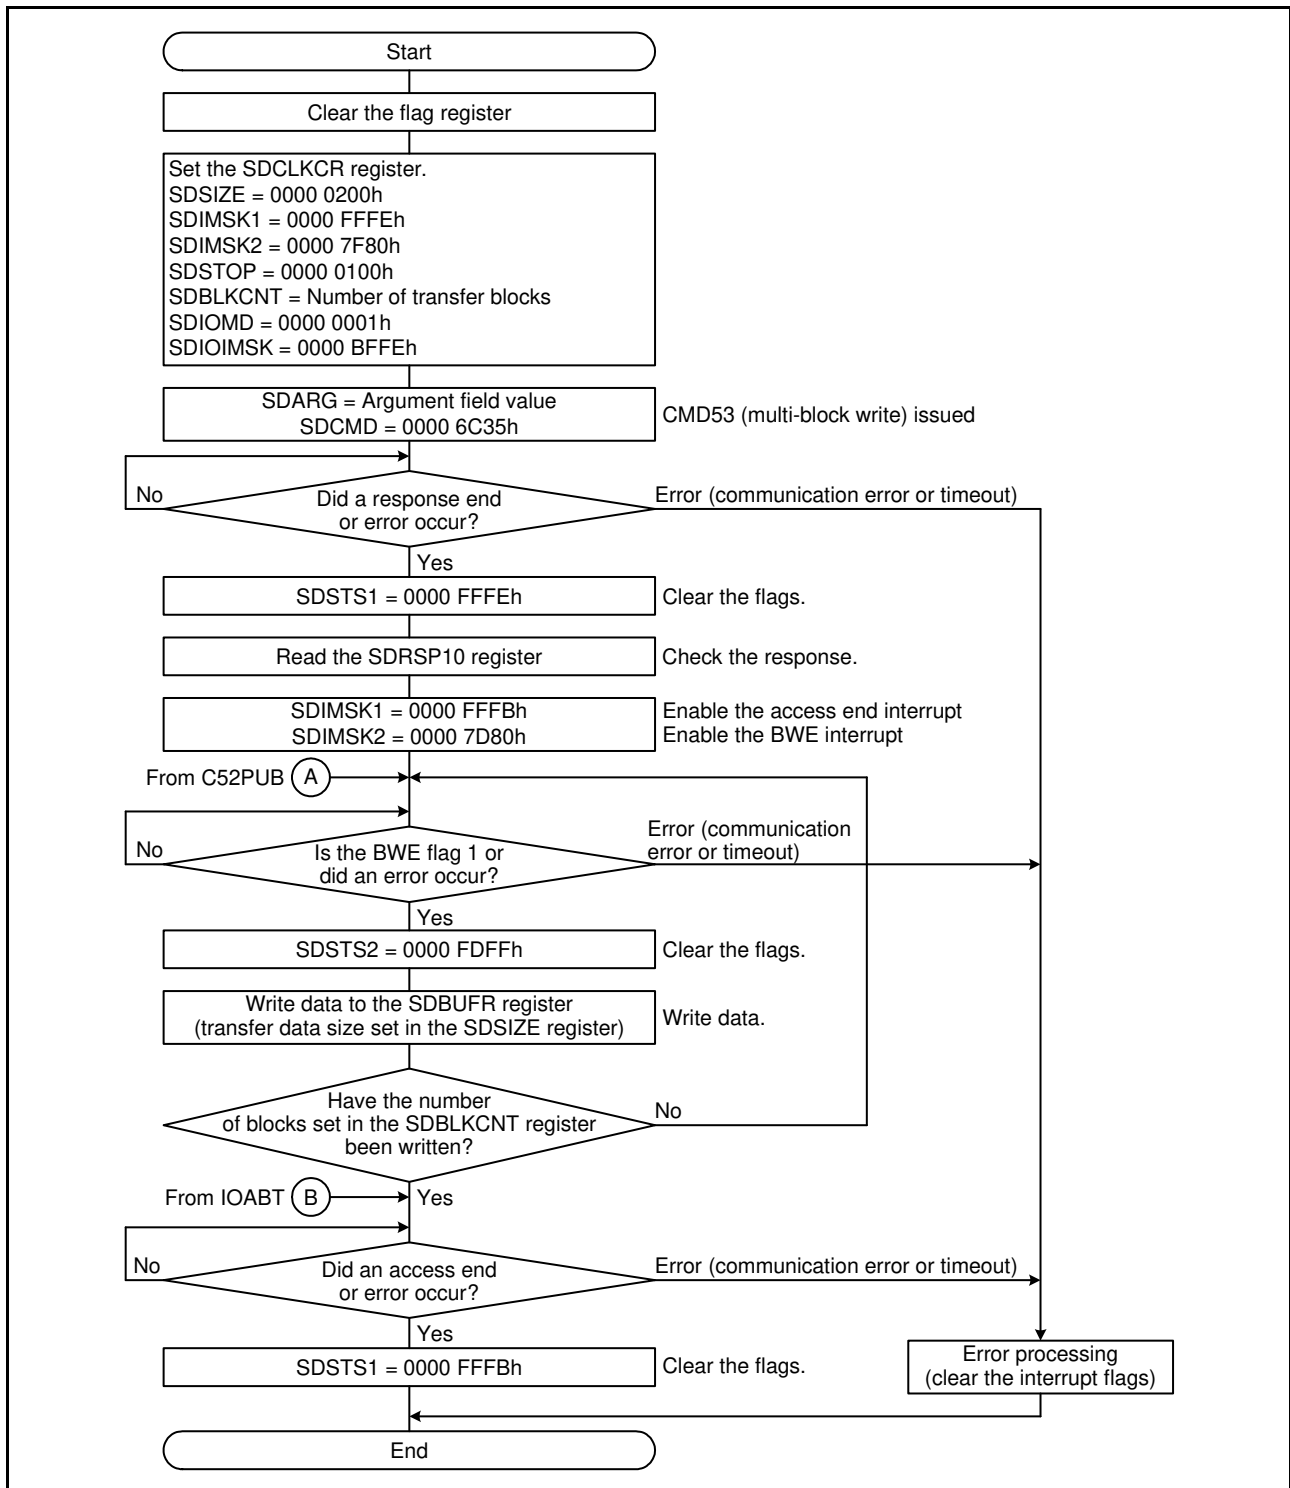 Start
Clear the flag register
Set the SDCLKCR register.
SDSIZE = 0000 0200h
SDIMSK1 = 0000 FFFEh
SDIMSK2 = 0000 7F80h
SDSTOP = 0000 0100h
SDBLKCNT = Number of transfer blocks
SDIOMD = 0000 0001h
SDIOIMSK = 0000 BFFEh
SDARG = Argument field value
SDCMD = 0000 6C35h
CMD53 (multi-block write) issued
No
Did a response end
or error occur?
Error (communication error or timeout)
Yes
SDSTS1 = 0000 FFFEh
Clear the flags.
Read the SDRSP10 register
Check the response.
SDIMSK1 = 0000 FFFBh
SDIMSK2 = 0000 7D80h
Enable the access end interrupt
Enable the BWE interrupt
From C52PUB
A
No
Is the BWE flag 1 or
did an error occur?
Error (communication
error or timeout)
Yes
SDSTS2 = 0000 FDFFh
Clear the flags.
Write data to the SDBUFR register
(transfer data size set in the SDSIZE register)
Write data.
Have the number
of blocks set in the SDBLKCNT register
been written?
No
From IOABT
B
Yes
No
Did an access end
or error occur?
Error (communication error or timeout)
Yes
SDSTS1 = 0000 FFFBh
Clear the flags.
Error processing
(clear the interrupt flags)
End